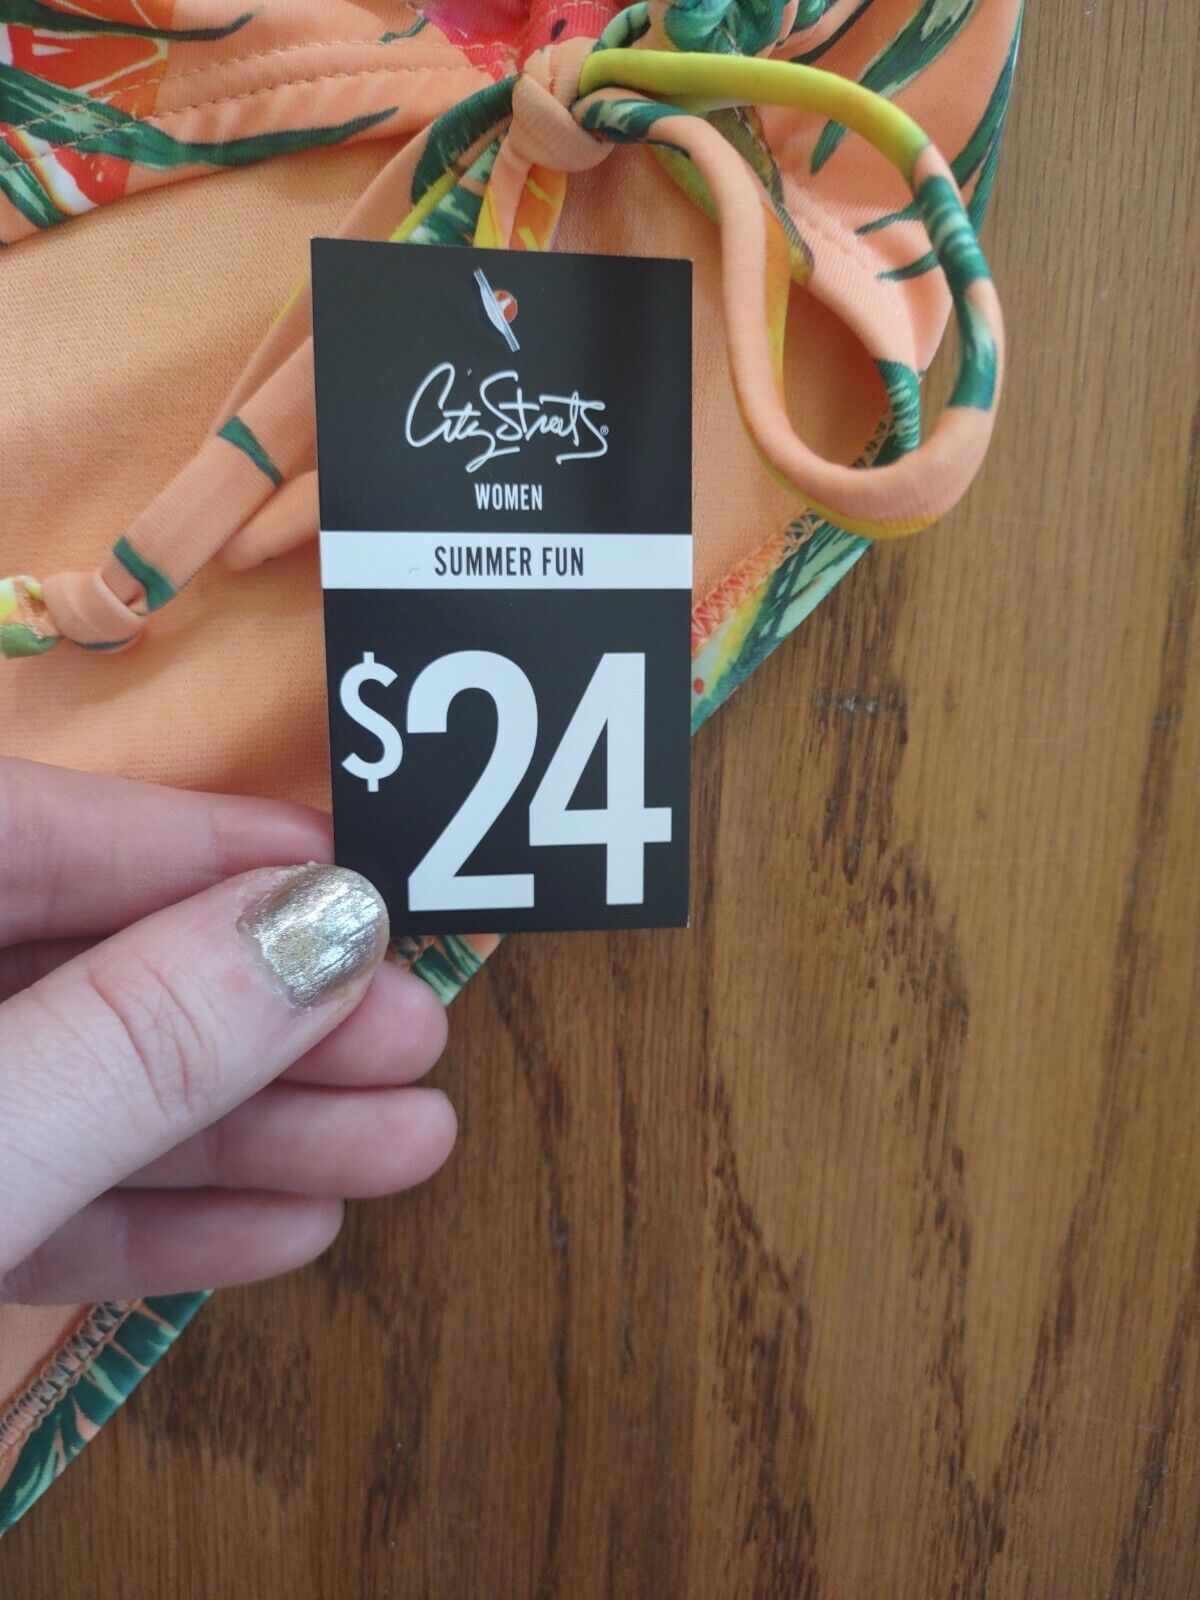 City Streets®
WOMEN
SUMMER FUN
$24